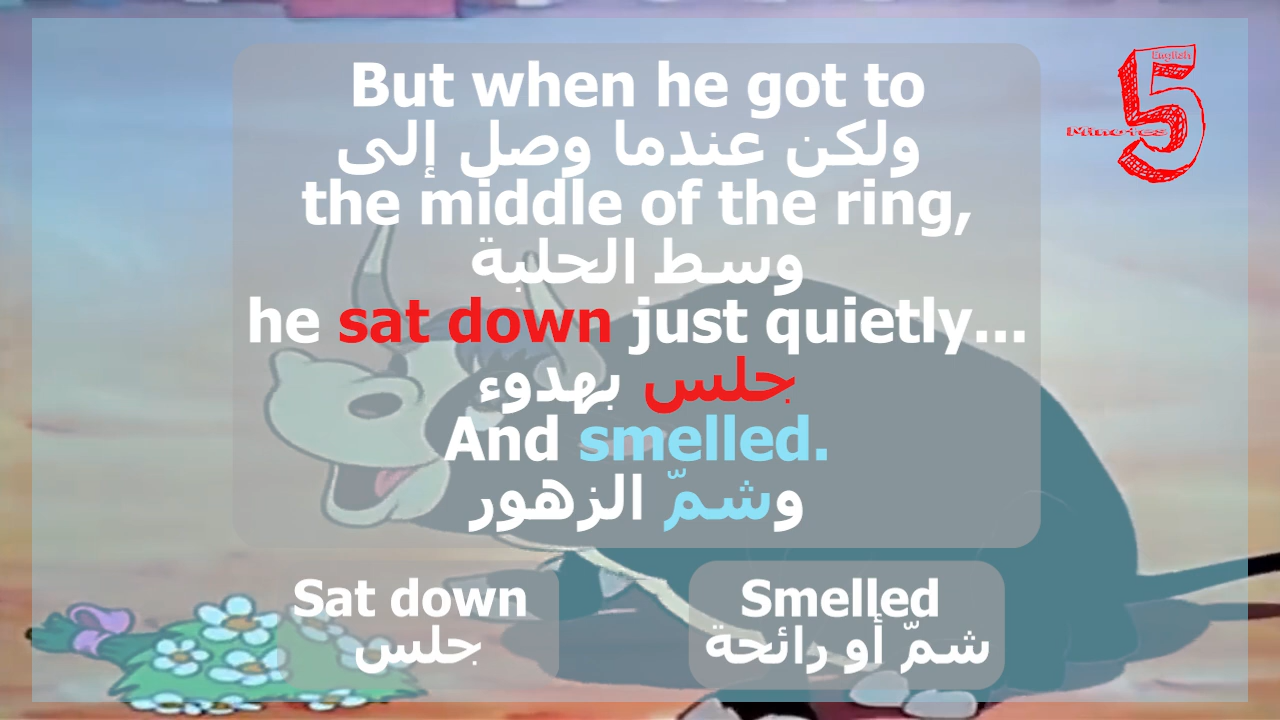 But when he got to
ولكن عندما وصل إلى
the middle of the ring,
وسط الحلبة
he sat down just quietly...
جلس بهدوء
And smelled.
وشمّ الزهور
Sat down
جلس
Smelled
شمّ أو رائحة
English
5
Minutes